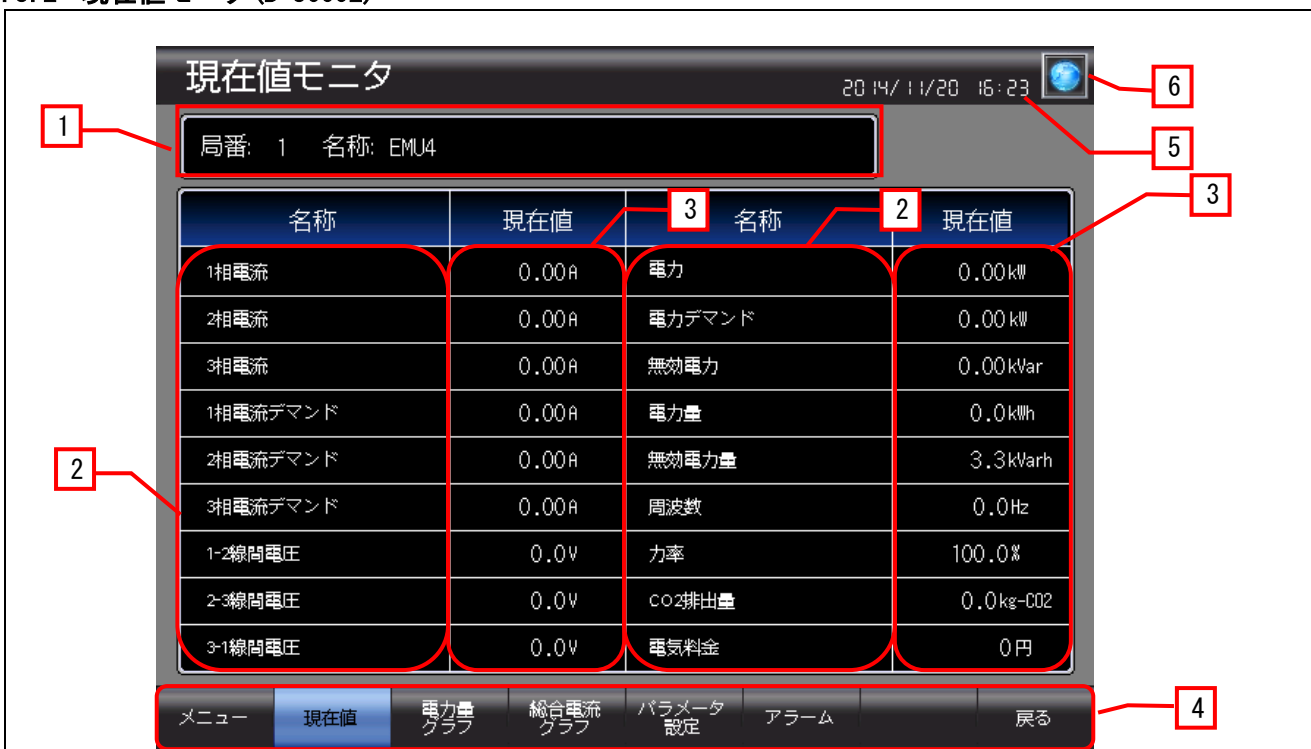 現在値モニタ
2014/11/20 16:23
6
1
局番: 1 名称: EMU4
5
3
名称 現在値 3 名称 2 現在値
1相電流 0.00A 電力 0.00kW
2相電流 0.00A 電力デマンド 0.00kW
3相電流 0.00A 無効電力 0.00kVar
1相電流デマンド 0.00A 電力量 0.0kWh
2
2相電流デマンド 0.00A 無効電力量 3.3kVarh
3相電流デマンド 0.00A 周波数 0.0Hz
1-2線間電圧 0.0V 力率 100.0%
2-3線間電圧 0.0V CO2排出量 0.0kg-CO2
3-1線間電圧 0.0V 電気料金 0円
メニュー 現在値 電力量グラフ 総合電流グラフ パラメータ設定 アラーム 戻る
4